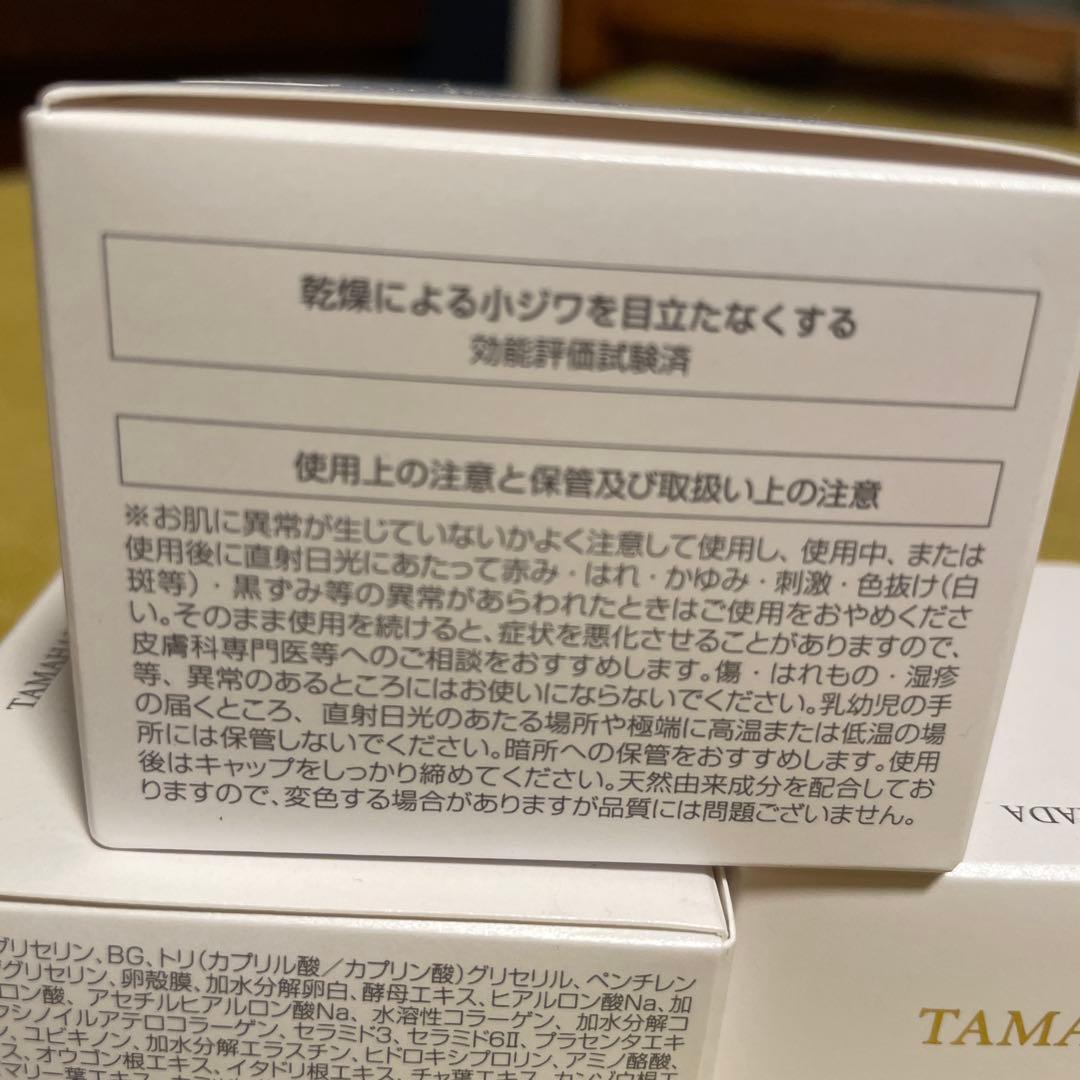 乾燥による小ジワを目立たなくする
効能評価試験済
使用上の注意と保管及び取扱い上の注意
※お肌に異常が生じていないかよく注意して使用し、使用中、または
使用後に直射日光にあたって赤み・はれ・かゆみ・刺激・色抜け(白
斑等)・黒ずみ等の異常があらわれたときはご使用をおやめくださ
い。そのまま使用を続けると、症状を悪化させることがありますので、
皮膚科専門医等へのご相談をおすすめします。傷・はれもの・湿疹
等、異常のあるところにはお使いにならないでください。乳幼児の手
の届くところ、直射日光のあたる場所や極端に高温または低温の場
所には保管しないでください。暗所への保管をおすすめします。使用
後はキャップをしっかり締めてください。天然由来成分を配合してお
りますので、変色する場合がありますが品質には問題ございません。
TAMAH
HADA
TAMA
グリセリン、BG、トリ(カプリル酸/カプリン酸)グリセリル、ペンチレン
グリセリン、卵殻膜、加水分解卵白、酵母エキス、ヒアルロン酸Na、加
ロン酸、アセチルヒアルロン酸Na、水溶性コラーゲン、加水分解コ
クシノイルアテロコラーゲン、セラミド3、セラミド6Ⅱ、プラセンタエキ
ン、ユビキノン、加水分解エラスチン、ヒドロキシプロリン、アミノ酪酸、
ス、オウゴン根エキス、イタドリ根エキス、チャ葉エキス、カンゾウ根エ
マリー葉エキス、